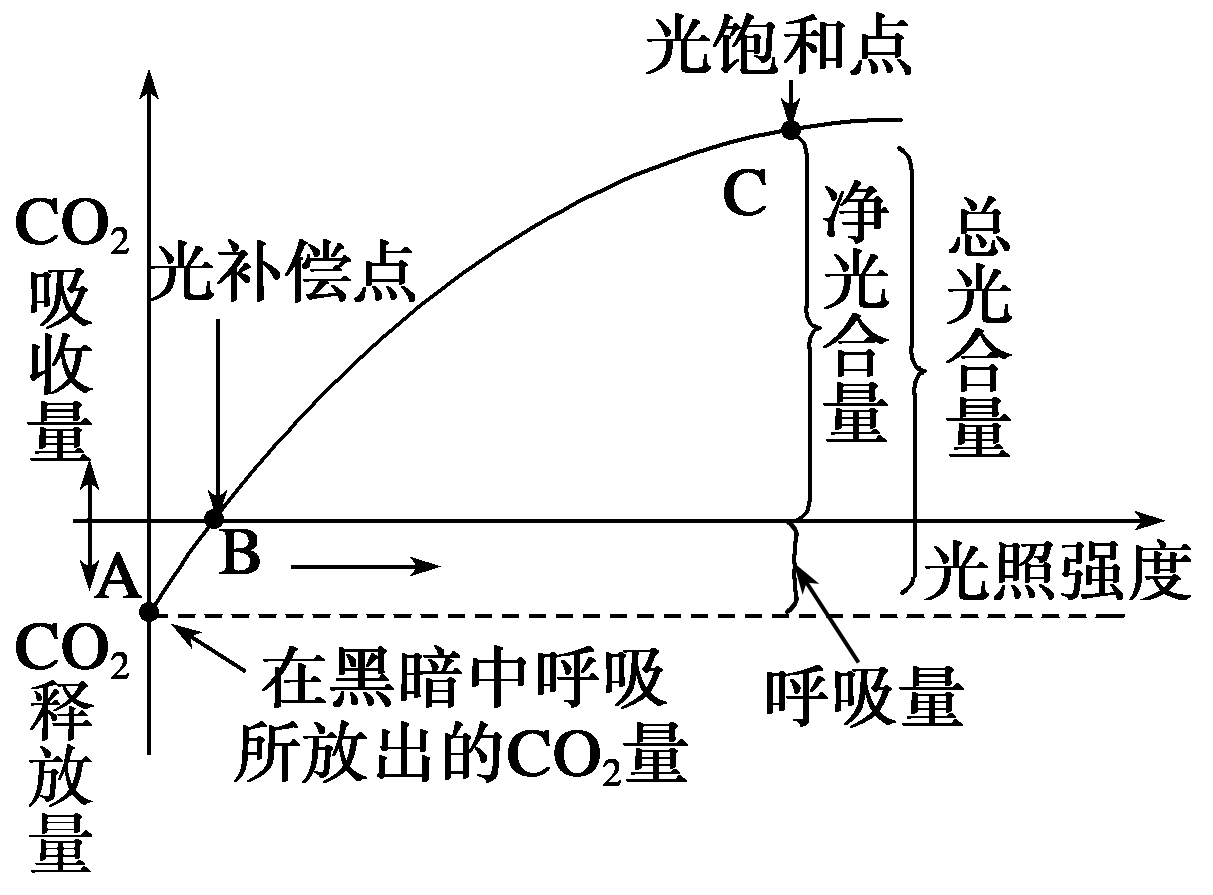 光饱和点
CO₂
吸收量
光补偿点
C
净光合量
总光合量
A
B
光照强度
CO₂
释放量
在黑暗中呼吸
所放出的CO₂量
呼吸量